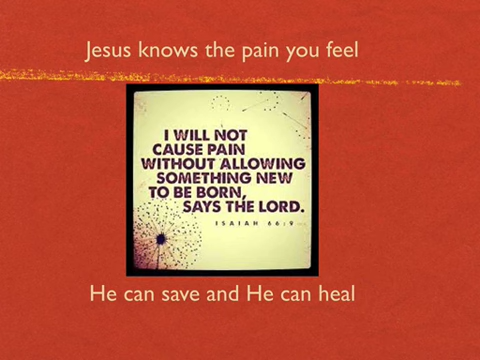 Jesus knows the pain you feel
I WILL NOT
CAUSE PAIN
WITHOUT ALLOWING
SOMETHING NEW
TO BE BORN,
SAYS THE LORD.
ISAIAH 66:9
He can save and He can heal